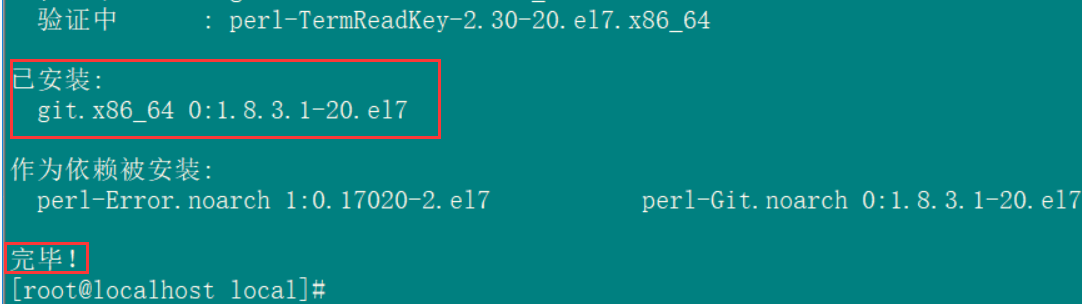 验证中 : perl-TermReadKey-2.30-20.el7.x86_64
已安装:
git.x86_64 0:1.8.3.1-20.el7
作为依赖被安装:
perl-Error.noarch 1:0.17020-2.el7 perl-Git.noarch 0:1.8.3.1-20.el7
完毕!
[root@localhost local]#